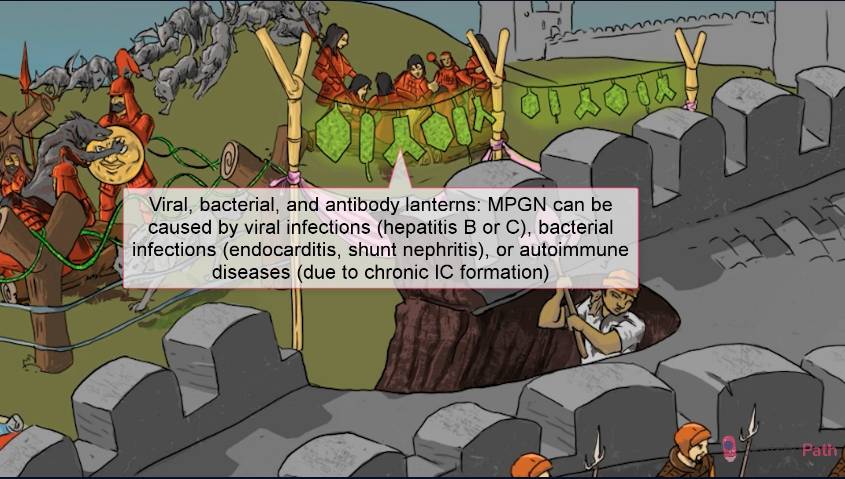 Viral, bacterial, and antibody lanterns: MPGN can be
caused by viral infections (hepatitis B or C), bacterial
infections (endocarditis, shunt nephritis), or autoimmune
diseases (due to chronic IC formation)
Path